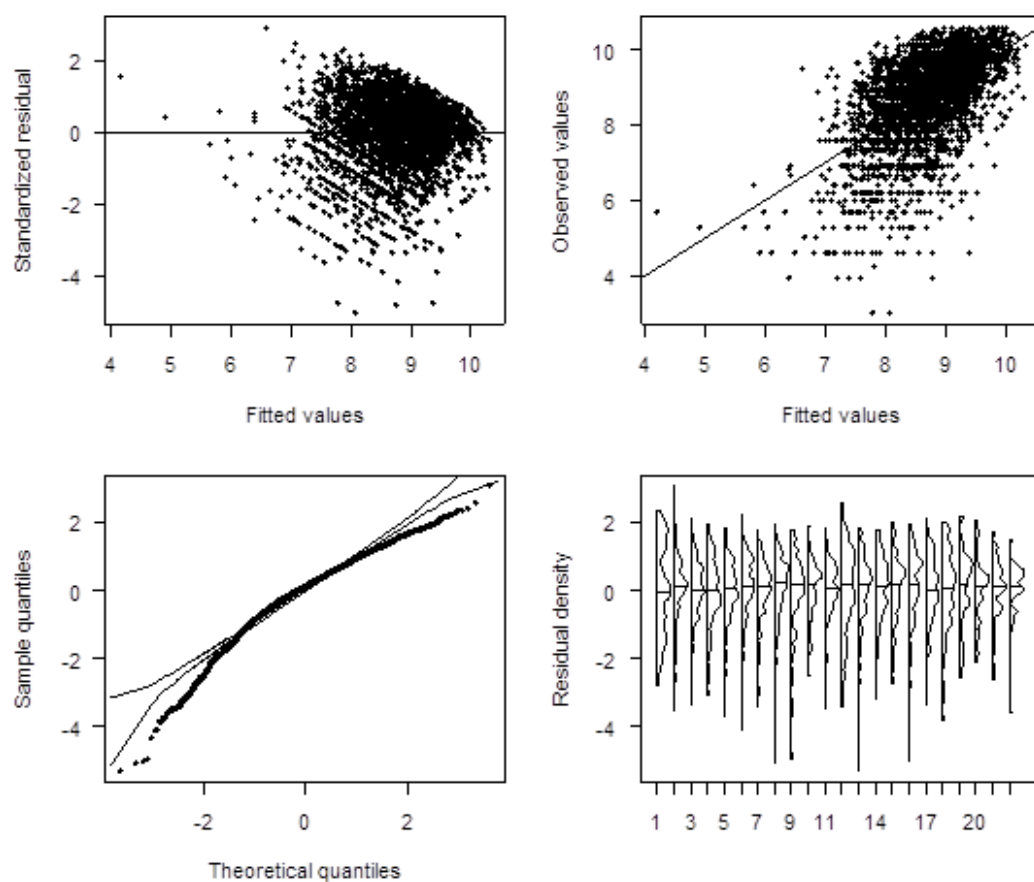 Standardized residual
2
0
-2
-4
4 5 6 7 8 9 10
Fitted values
Observed values
10
8
6
4
4 5 6 7 8 9 10
Fitted values
Sample quantiles
2
0
-2
-4
-2 0 2
Theoretical quantiles
Residual density
2
0
-2
-4
1 3 5 7 9 11 14 17 20